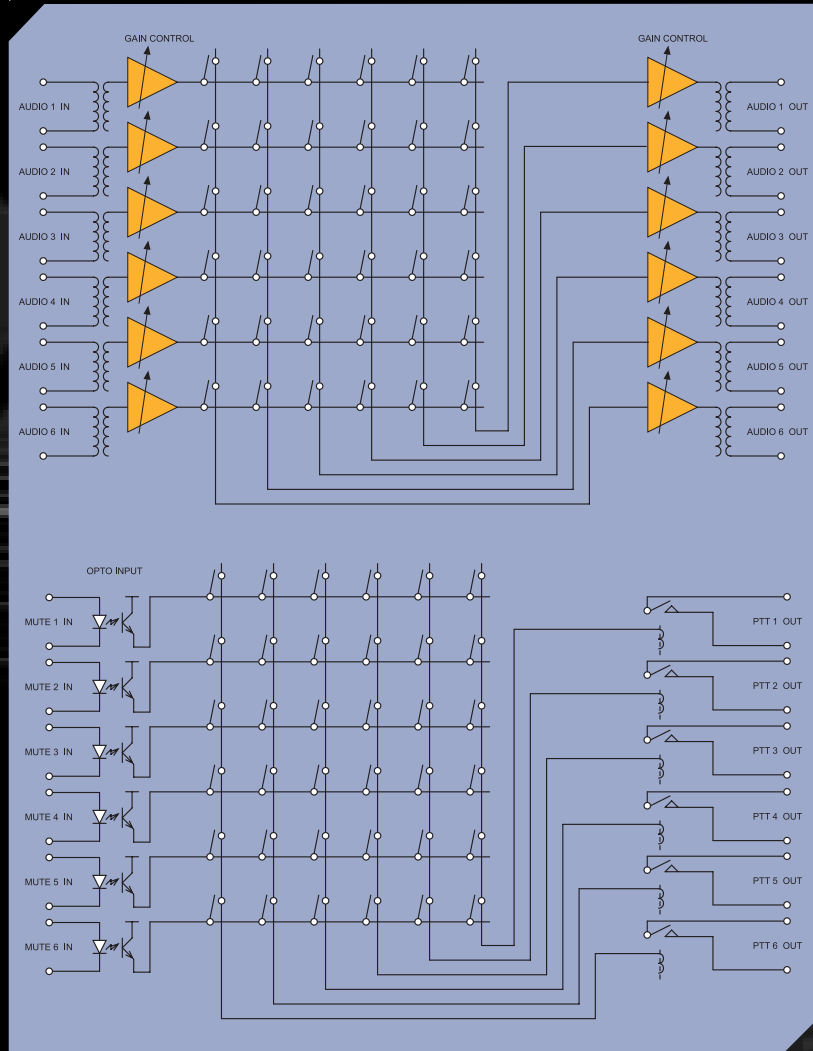 GAIN CONTROL
GAIN CONTROL
AUDIO 1 IN
AUDIO 1 OUT
AUDIO 2 IN
AUDIO 2 OUT
AUDIO 3 IN
AUDIO 3 OUT
AUDIO 4 IN
AUDIO 4 OUT
AUDIO 5 IN
AUDIO 5 OUT
AUDIO 6 IN
AUDIO 6 OUT
OPTO INPUT
MUTE 1 IN
PTT 1 OUT
MUTE 2 IN
PTT 2 OUT
MUTE 3 IN
PTT 3 OUT
MUTE 4 IN
PTT 4 OUT
MUTE 5 IN
PTT 5 OUT
MUTE 6 IN
PTT 6 OUT